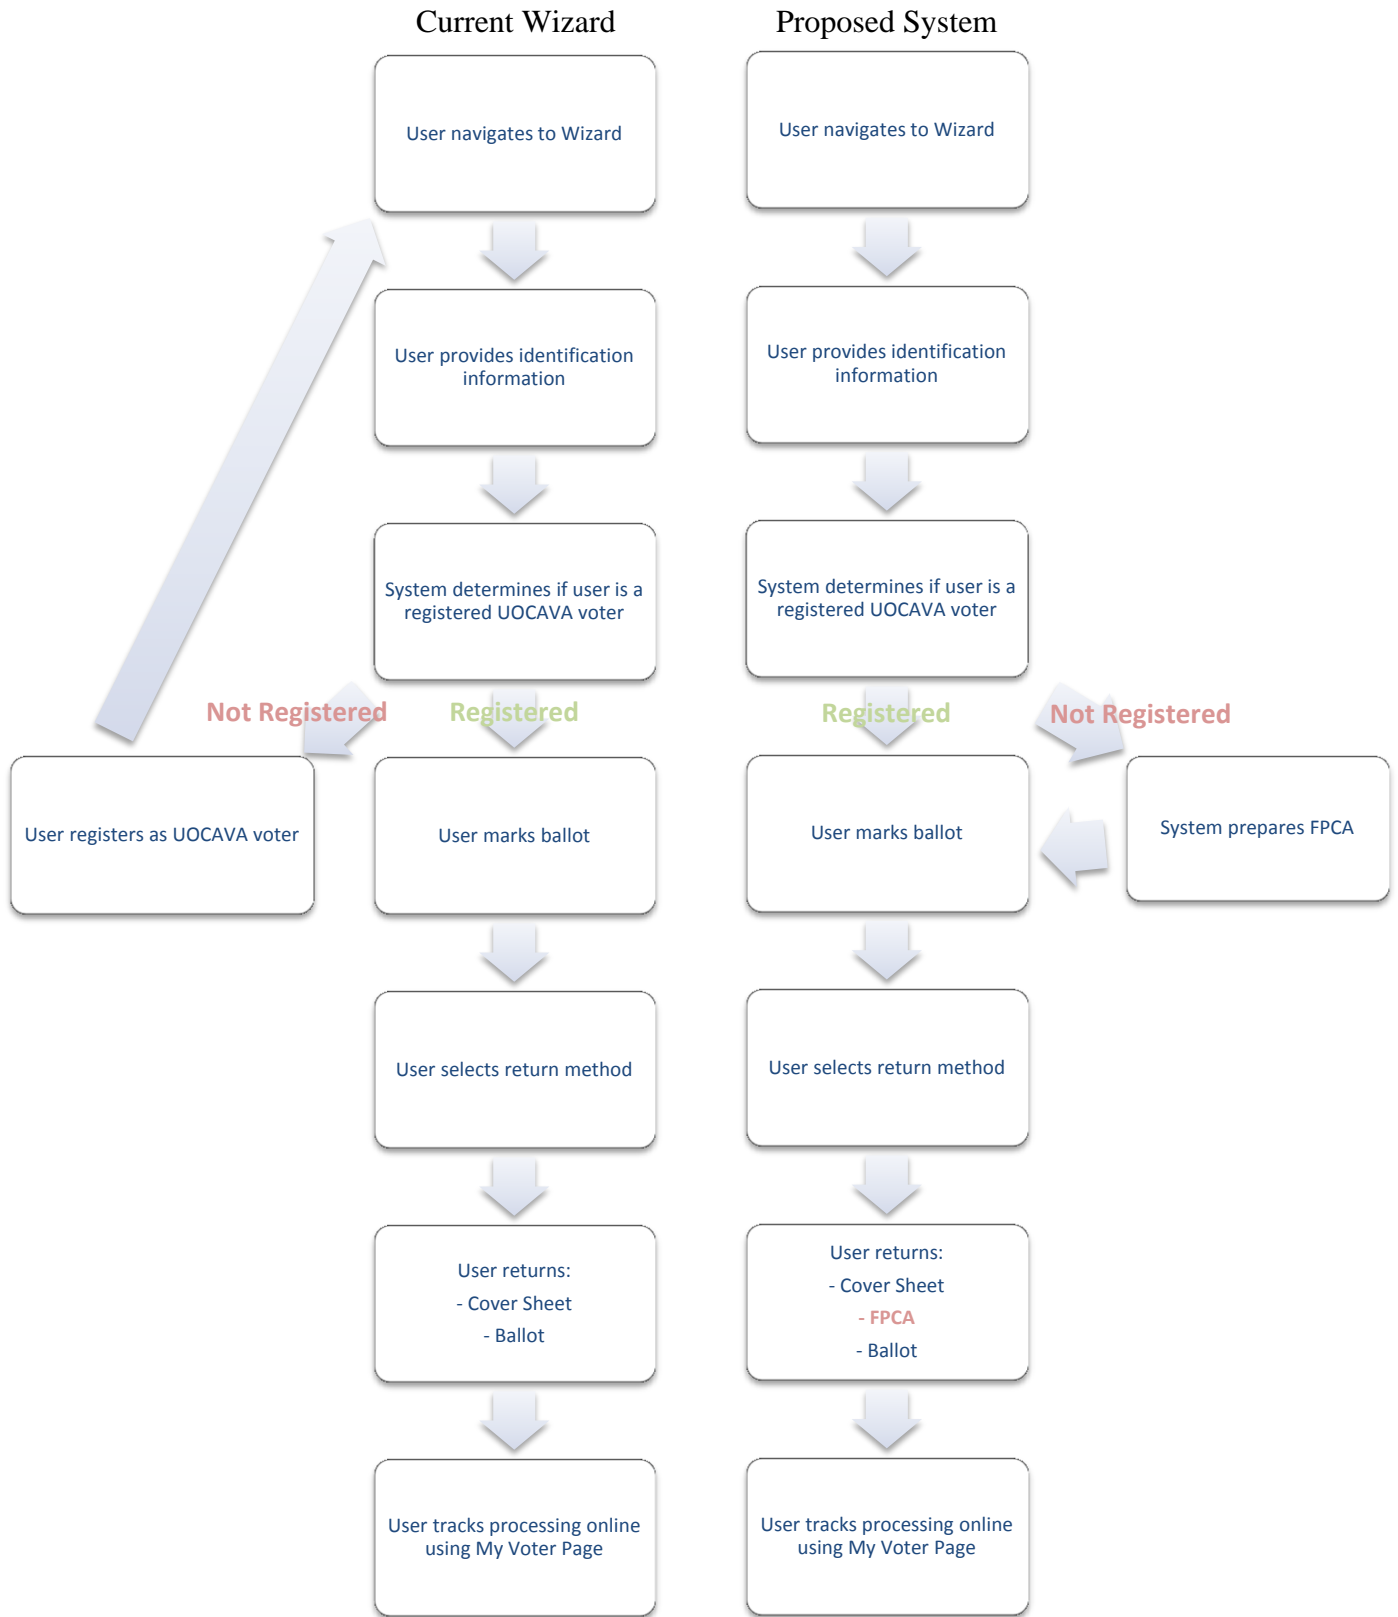 Current Wizard
Proposed System
User navigates to Wizard
User navigates to Wizard
User provides identification
information
User provides identification
information
System determines if user is a
registered UOCAVA voter
System determines if user is a
registered UOCAVA voter
Not Registered
Registered
Registered
Not Registered
User registers as UOCAVA voter
User marks ballot
User marks ballot
System prepares FPCA
User selects return method
User selects return method
User returns:
- Cover Sheet
- Ballot
User returns:
- Cover Sheet
- FPCA
- Ballot
User tracks processing online
using My Voter Page
User tracks processing online
using My Voter Page